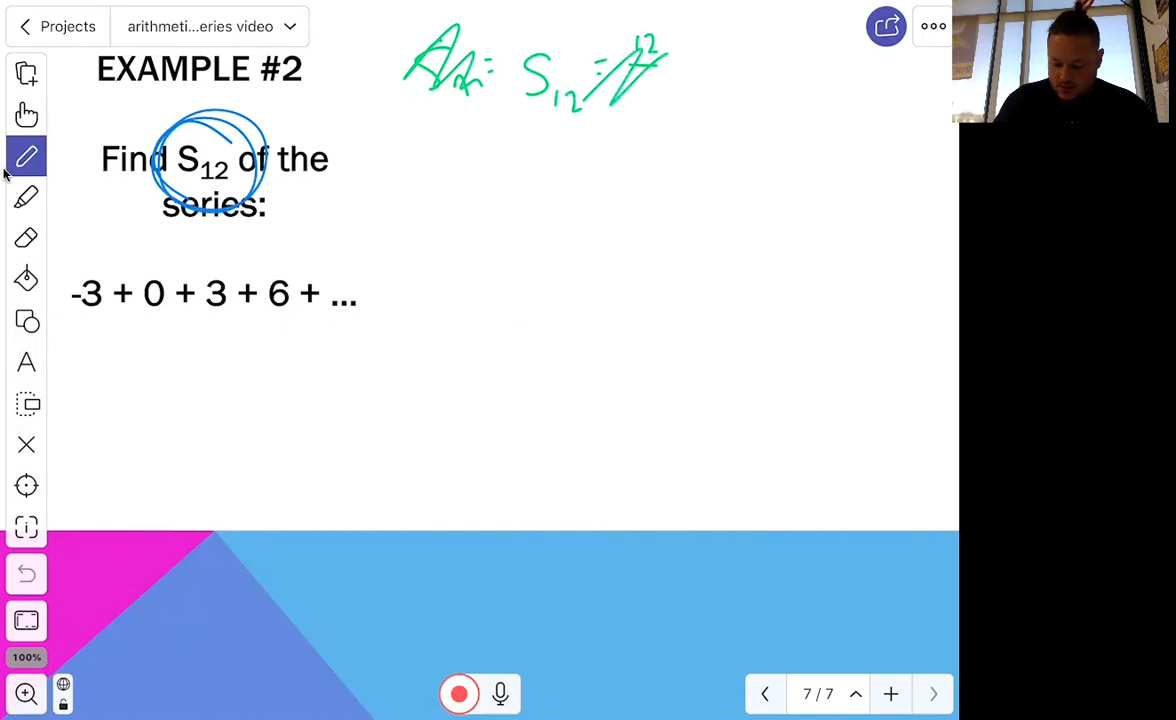 Projects
arithmeti...eries video
EXAMPLE #2
Find S₁₂ of the
series:
-3 + 0 + 3 + 6 + ...
S₁₂ =
12
A
100%
7 / 7